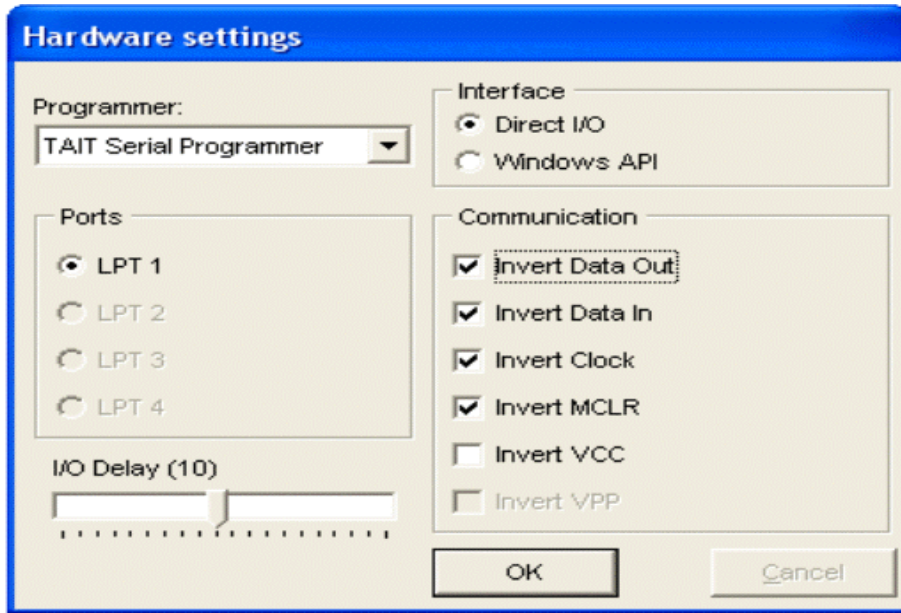 Hardware settings
Programmer:
TAIT Serial Programmer
Interface
Direct I/O
Windows API
Ports
LPT 1
LPT 2
LPT 3
LPT 4
I/O Delay (10)
Communication
Invert Data Out
Invert Data In
Invert Clock
Invert MCLR
Invert VCC
Invert VPP
OK
Cancel